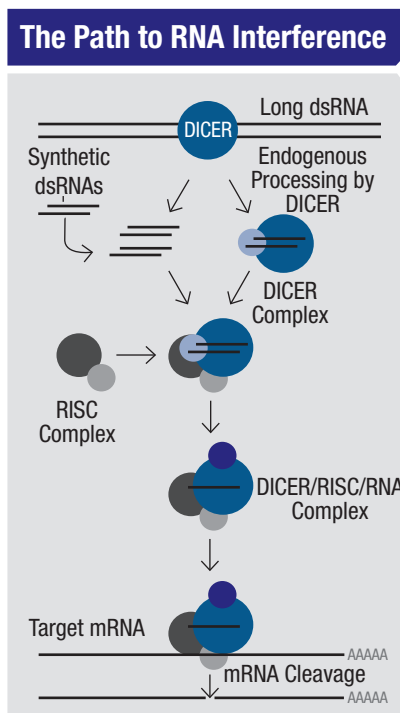 The Path to RNA Interference
Long dsRNA
DICER
Synthetic
dsRNAs
Endogenous
Processing by
DICER
DICER
Complex
RISC
Complex
DICER/RISC/RNA
Complex
Target mRNA
AAAAA
mRNA Cleavage
AAAAA